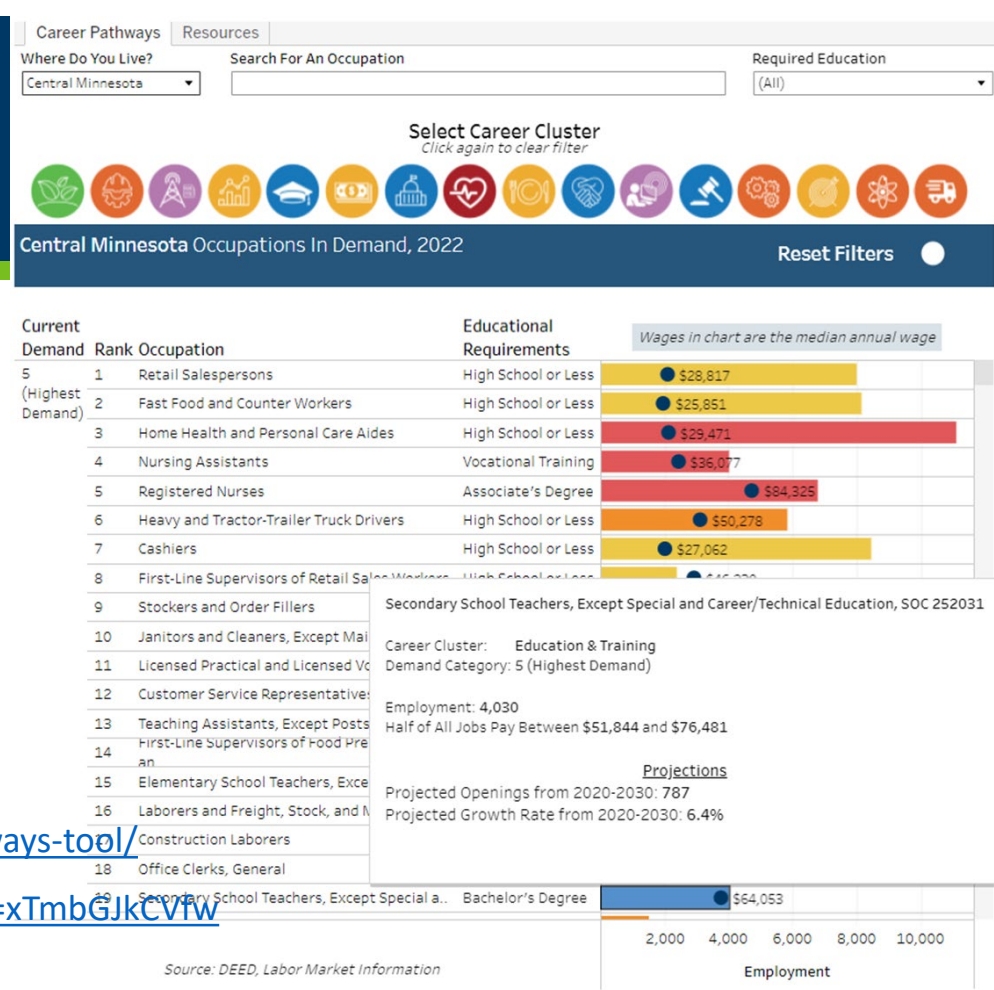 Career Pathways Resources
Where Do You Live? Search For An Occupation Required Education
Central Minnesota (All)
Select Career Cluster
Click again to clear filter
Central Minnesota Occupations In Demand, 2022 Reset Filters
Current Demand Rank Occupation Educational Requirements Wages in chart are the median annual wage
5 (Highest Demand) 1 Retail Salespersons High School or Less $28,817
2 Fast Food and Counter Workers High School or Less $25,851
3 Home Health and Personal Care Aides High School or Less $29,471
4 Nursing Assistants Vocational Training $36,077
5 Registered Nurses Associate's Degree $84,325
6 Heavy and Tractor-Trailer Truck Drivers High School or Less $50,278
7 Cashiers High School or Less $27,062
8 First-Line Supervisors of Retail Sales Workers High School or Less
9 Stockers and Order Fillers
10 Janitors and Cleaners, Except Mai
11 Licensed Practical and Licensed Vo
12 Customer Service Representatives
13 Teaching Assistants, Except Posts
14 First-Line Supervisors of Food Pre
an
15 Elementary School Teachers, Exce
16 Laborers and Freight, Stock, and M
17 Construction Laborers
18 Office Clerks, General
19 Secondary School Teachers, Except Special a.. Bachelor's Degree $64,053
Secondary School Teachers, Except Special and Career/Technical Education, SOC 252031
Career Cluster: Education & Training
Demand Category: 5 (Highest Demand)
Employment: 4,030
Half of All Jobs Pay Between $51,844 and $76,481
Projections
Projected Openings from 2020-2030: 787
Projected Growth Rate from 2020-2030: 6.4%
ways-tool/
=xTmbGJkCVfw
2,000 4,000 6,000 8,000 10,000
Source: DEED, Labor Market Information Employment